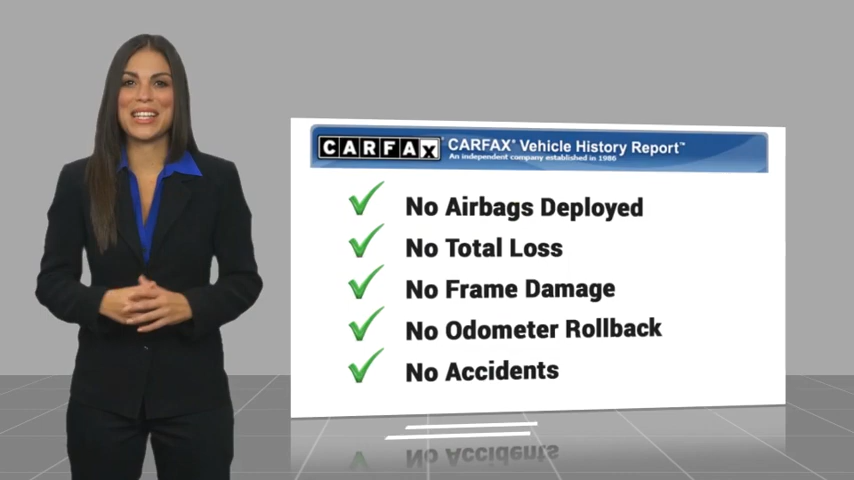 CARFAX® CARFAX® Vehicle History Report™
An independent company established in 1986
No Airbags Deployed
No Total Loss
No Frame Damage
No Odometer Rollback
No Accidents
No Accidents